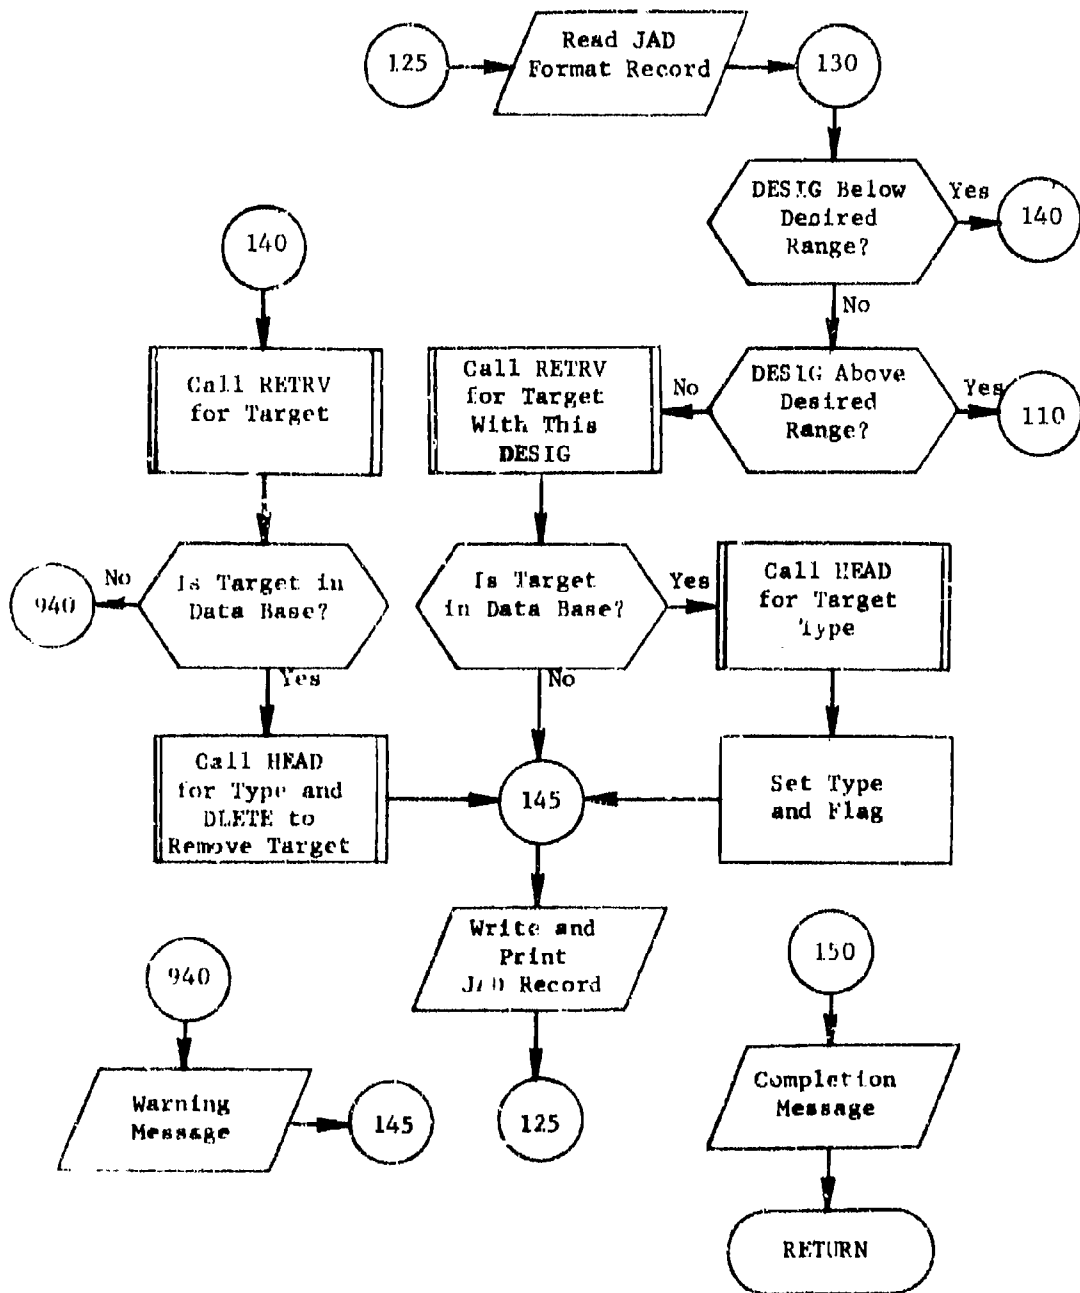 125
Read JAD
Format Record
130
DESIG Below
Desired
Range?
Yes
140
No
140
Call RETRV
for Target
Call RETRV
for Target
With This
DESIG
No
DESIG Above
Desired
Range?
Yes
110
940
No
Is Target in
Data Base?
Yes
Is Target
in Data Base?
Yes
No
Call HEAD
for Target
Type
Call HEAD
for Type and
DLETE to
Remove Target
145
Set Type
and Flag
Write and
Print
JAD Record
940
150
Warning
Message
145
125
Completion
Message
RETURN